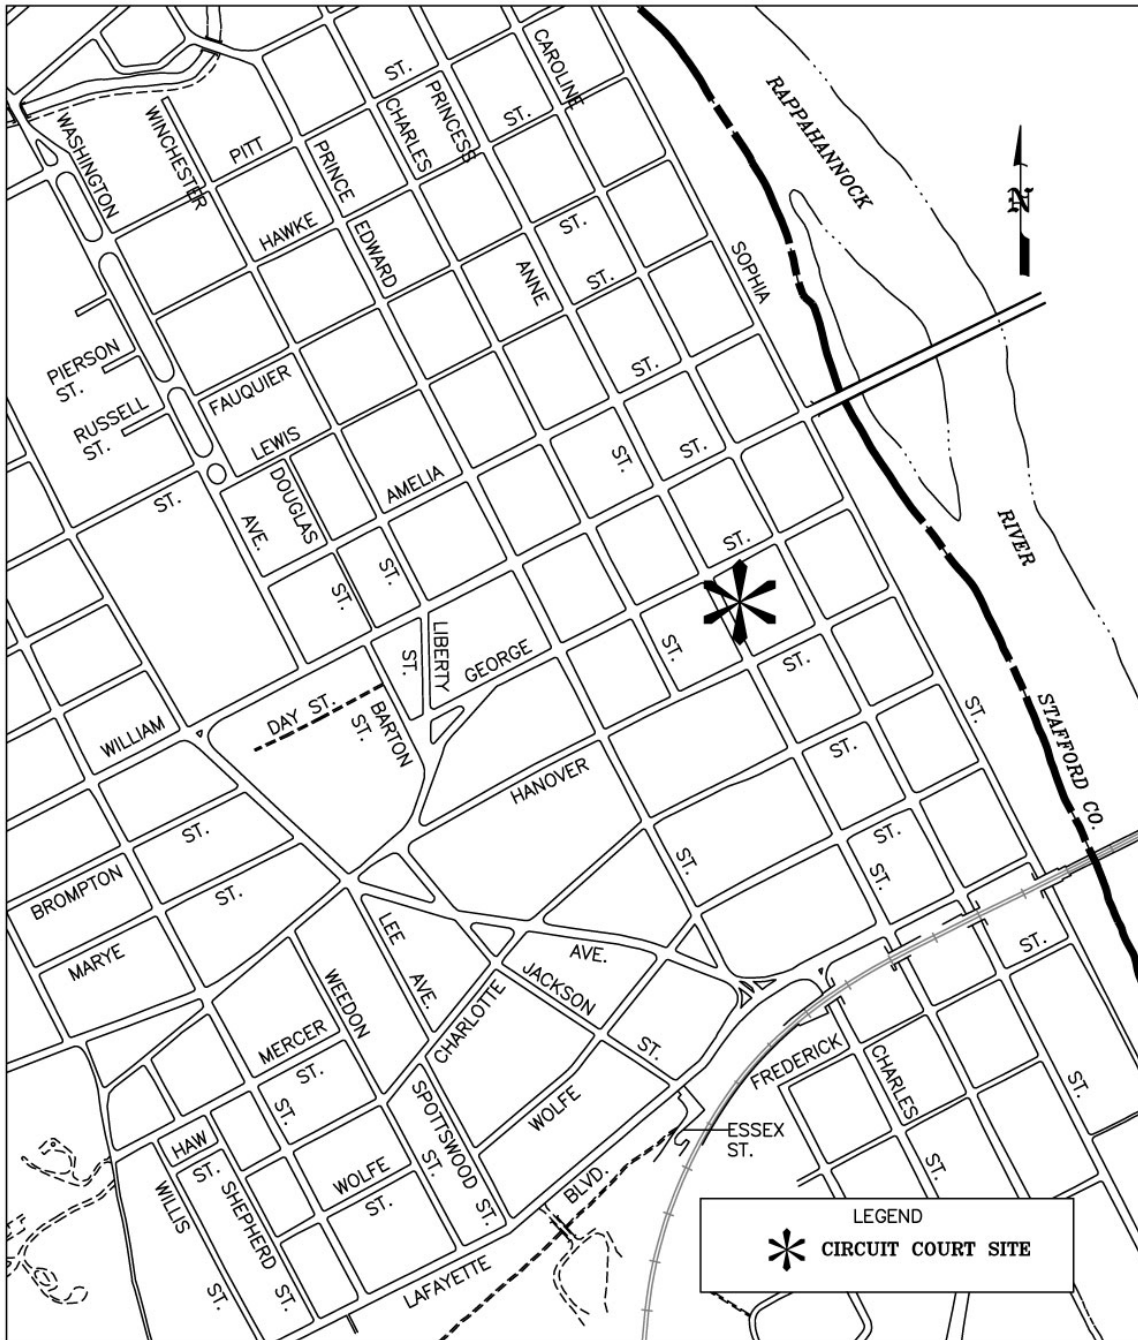 ST.
CAROLINE
PRINCESS
CHARLES
ST.
RAPPAHANNOCK
WASHINGTON
WINCHESTER
PITT
PRINCE
N
HAWKE
EDWARD
ST.
SOPHIA
ANNE
ST.
PIERSON
ST.
FAUQUIER
ST.
RUSSELL
ST.
LEWIS
ST.
ST.
AMELIA
DOUGLAS
ST.
AVE.
RIVER
ST.
ST.
ST.
LIBERTY
ST.
GEORGE
ST.
ST.
DAY ST.
BARTON
ST.
ST.
STAFFORD CO.
WILLIAM
ST.
HANOVER
ST.
ST.
ST.
ST.
BROMPTON
ST.
MARYE
LEE
AVE.
AVE.
ST.
WEEDON
JACKSON
ST.
CHARLOTTE
MERCER
ST.
FREDERICK
CHARLES
ST.
ST.
SPOTTSWOOD
ST.
WOLFE
ESSEX
ST.
HAW
ST.
WOLFE
ST.
ST.
BLVD.
ST.
WILLIS
ST.
SHEPHERD
ST.
ST.
LAFAYETTE
LEGEND
CIRCUIT COURT SITE